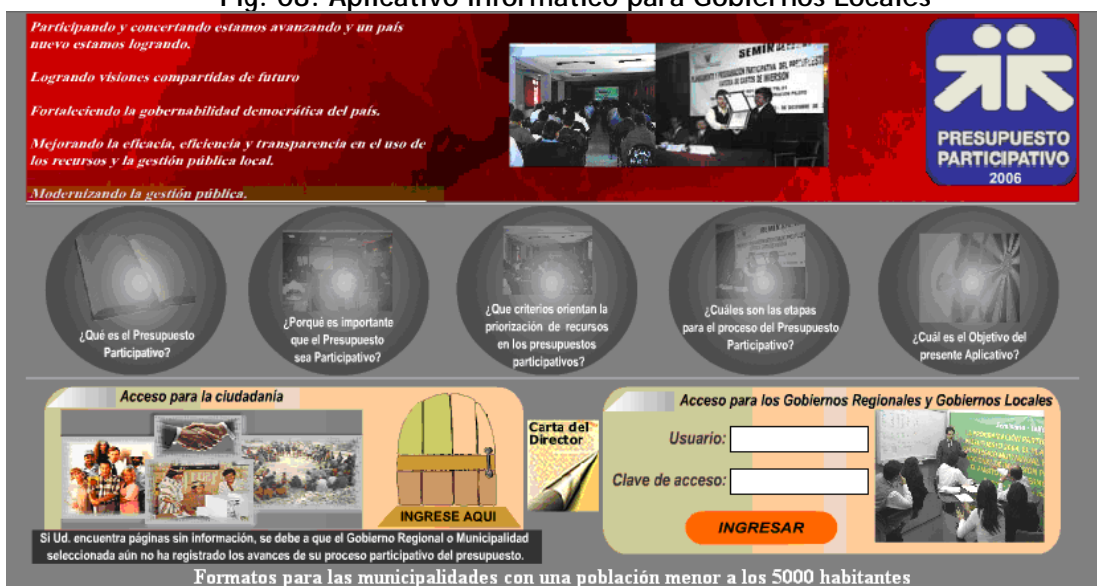 Fig. 08: Aplicativo Informático para Gobiernos Locales
Participando y concertando estamos avanzando y un país
nuevo estamos logrando.
Logrando visiones compartidas de futuro
Fortaleciendo la gobernabilidad democrática del país.
Mejorando la eficacia, eficiencia y transparencia en el uso de
los recursos y la gestión pública local.
Modernizando la gestión pública.
PRESUPUESTO
PARTICIPATIVO
2006
¿Qué es el Presupuesto
Participativo?
¿Porqué es importante
que el Presupuesto
sea Participativo?
¿Que criterios orientan la
priorización de recursos
en los presupuestos
participativos?
¿Cuáles son las etapas
para el proceso del Presupuesto
Participativo?
¿Cuál es el Objetivo del
presente Aplicativo?
Acceso para la ciudadanía
INGRESE AQUI
Si Ud. encuentra páginas sin información, se debe a que el Gobierno Regional o Municipalidad
seleccionada aún no ha registrado los avances de su proceso participativo del presupuesto.
Carta del
Director
Acceso para los Gobiernos Regionales y Gobiernos Locales
Usuario:
Clave de acceso:
INGRESAR
Formatos para las municipalidades con una población menor a los 5000 habitantes